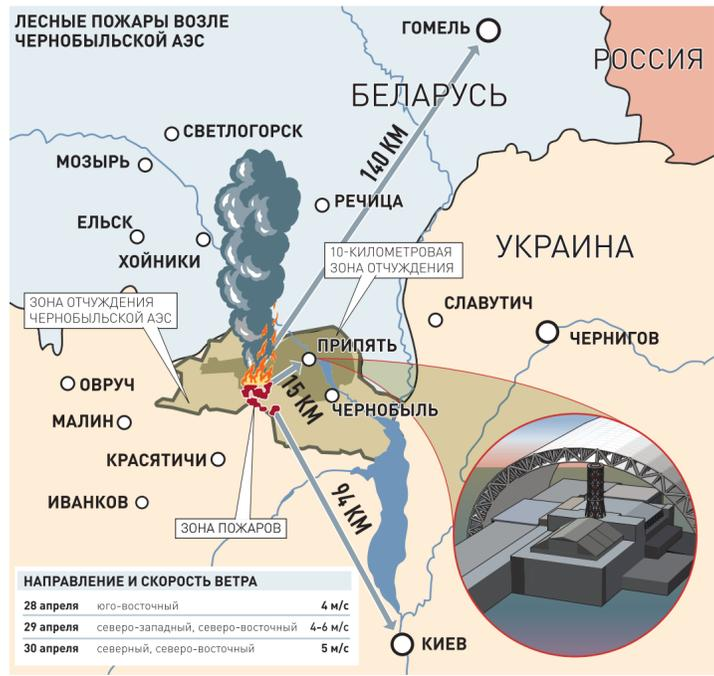 ЛЕСНЫЕ ПОЖАРЫ ВОЗЛЕ
ЧЕРНОБЫЛЬСКОЙ АЭС
ГОМЕЛЬ
РОССИЯ
БЕЛАРУСЬ
СВЕТЛОГОРСК
140 КМ
МОЗЫРЬ
РЕЧИЦА
ЕЛЬСК
ХОЙНИКИ
10-КИЛОМЕТРОВАЯ
ЗОНА ОТЧУЖДЕНИЯ
УКРАИНА
ЗОНА ОТЧУЖДЕНИЯ
ЧЕРНОБЫЛЬСКОЙ АЭС
СЛАВУТИЧ
ЧЕРНИГОВ
ПРИПЯТЬ
ОВРУЧ
15 КМ
ЧЕРНОБЫЛЬ
МАЛИН
КРАСЯТИЧИ
ИВАНКОВ
94 КМ
ЗОНА ПОЖАРОВ
НАПРАВЛЕНИЕ И СКОРОСТЬ ВЕТРА
28 апреля юго-восточный 4 м/с
29 апреля северо-западный, северо-восточный 4-6 м/с
30 апреля северный, северо-восточный 5 м/с
КИЕВ